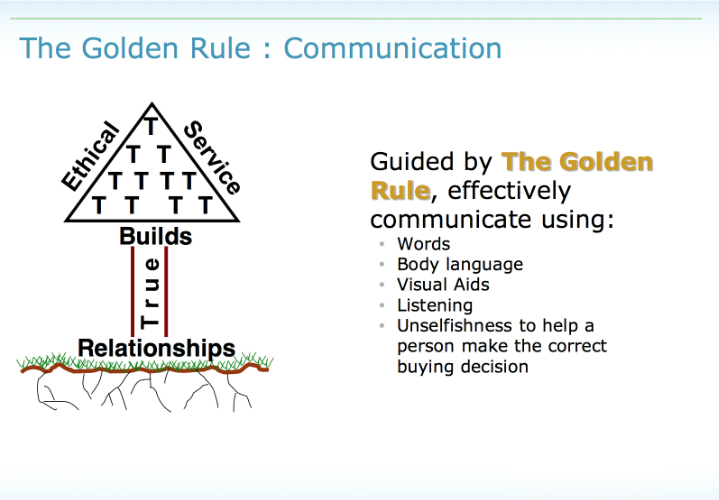 The Golden Rule : Communication
Ethical
Service
T
T T
T T T T
T T T T
Builds
True
Relationships
Guided by The Golden
Rule, effectively
communicate using:
• Words
• Body language
• Visual Aids
• Listening
• Unselfishness to help a
person make the correct
buying decision